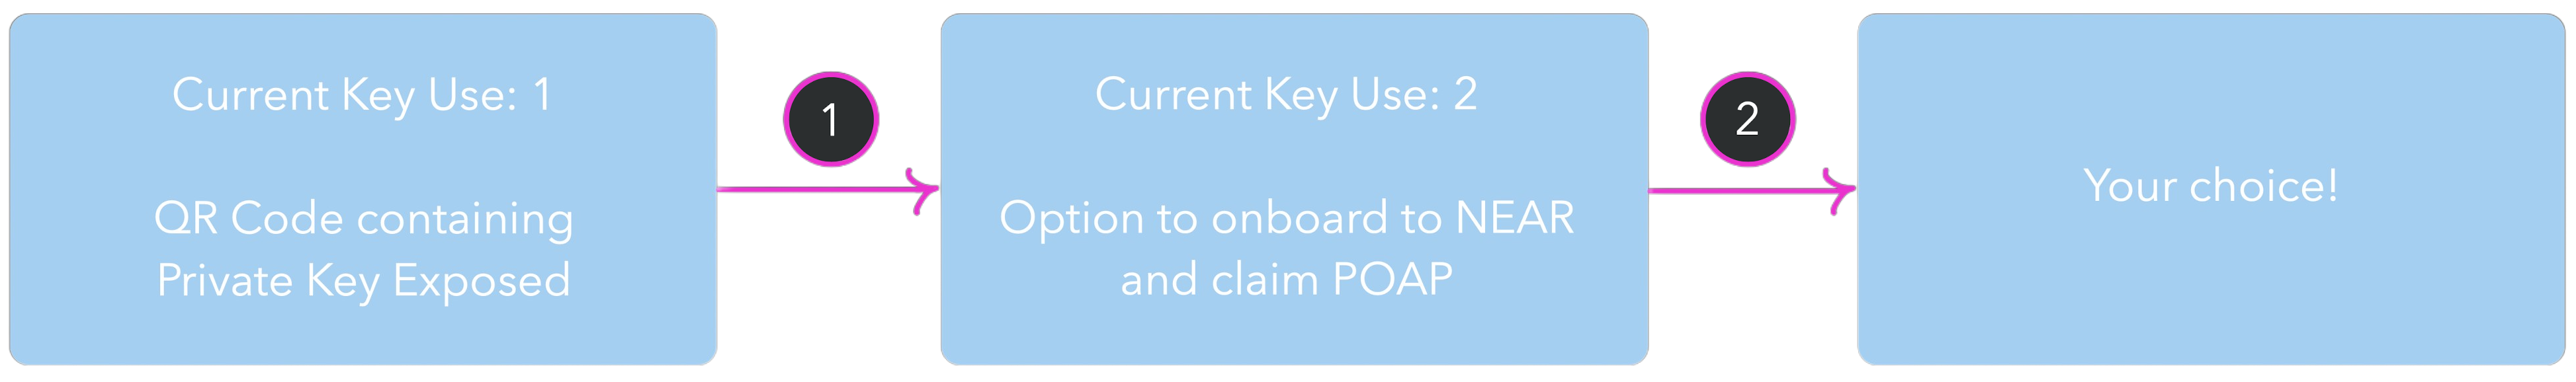 Current Key Use: 1
QR Code containing
Private Key Exposed
1
Current Key Use: 2
Option to onboard to NEAR
and claim POAP
2
Your choice!